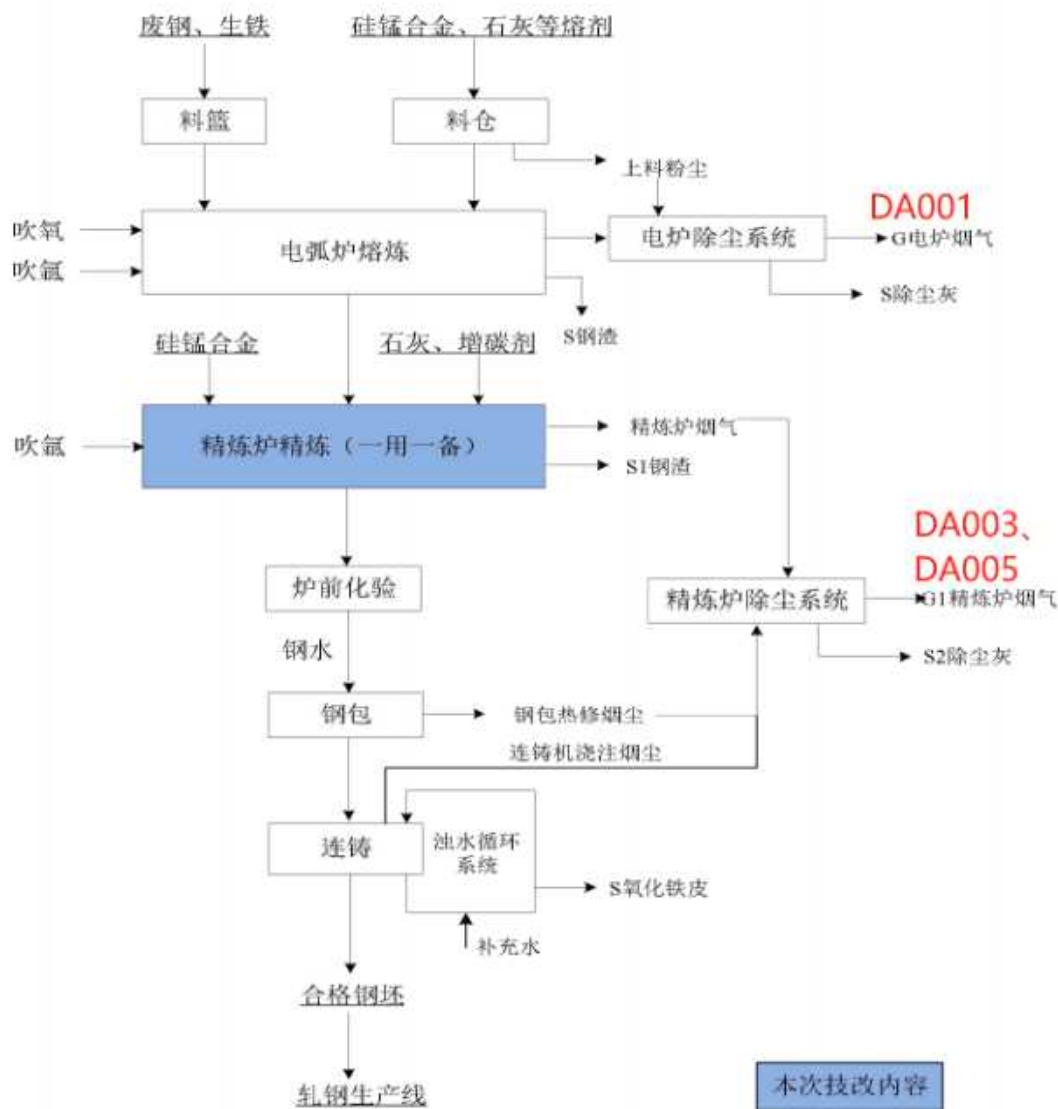 废钢、生铁
硅锰合金、石灰等熔剂
料篮
料仓
上料粉尘
DA001
吹氧
吹氩
电弧炉熔炼
电炉除尘系统
G电炉烟气
S除尘灰
S钢渣
硅锰合金
石灰、增碳剂
吹氩
精炼炉精炼（一用一备）
精炼炉烟气
S1钢渣
DA003、
DA005
炉前化验
精炼炉除尘系统
G1精炼炉烟气
钢水
S2除尘灰
钢包
钢包热修烟尘
连铸机浇注烟尘
连铸
浊水循环
系统
S氧化铁皮
补充水
合格钢坯
轧钢生产线
本次技改内容